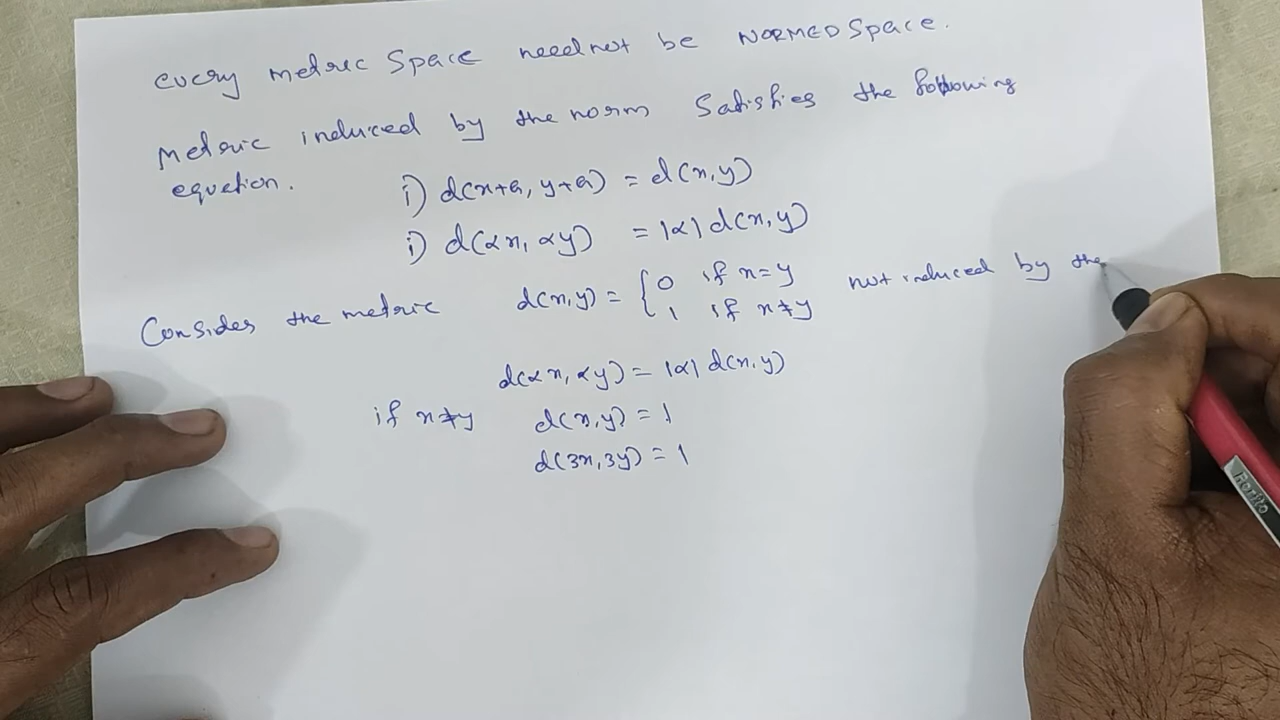 every metric Space need not be NORMED Space.
Metric induced by the norm Satisfies the following
equation.
i) d(x+a, y+a) = d(x,y)
i) d(αx, αy) = |α| d(x,y)
Consider the metric d(x,y) = { 0 if x=y
1 if x≠y
not induced by the
d(αx, αy) = |α| d(x,y)
if x≠y d(x,y) = 1
d(3x,3y) = 1